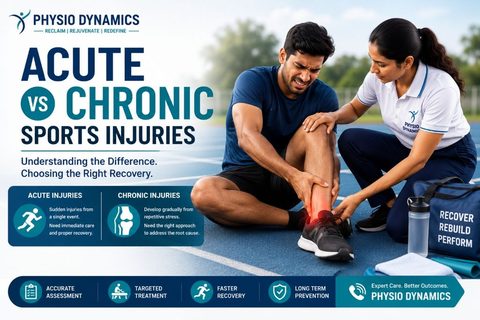 PHYSIO DYNAMICS
RECLAIM | REJUVENATE | REDEFINE
ACUTE
VS CHRONIC
SPORTS INJURIES
Understanding the Difference.
Choosing the Right Recovery.
ACUTE INJURIES
Sudden injuries from
a single event.
Need immediate care
and proper recovery.
CHRONIC INJURIES
Develop gradually from
repetitive stress.
Need the right approach
to address the root cause.
PHYSIO
DYNAMICS
RECOVER
REBUILD
PERFORM
ACCURATE
ASSESSMENT
TARGETED
TREATMENT
FASTER
RECOVERY
LONG TERM
PREVENTION
Expert Care. Better Outcomes.
PHYSIO DYNAMICS